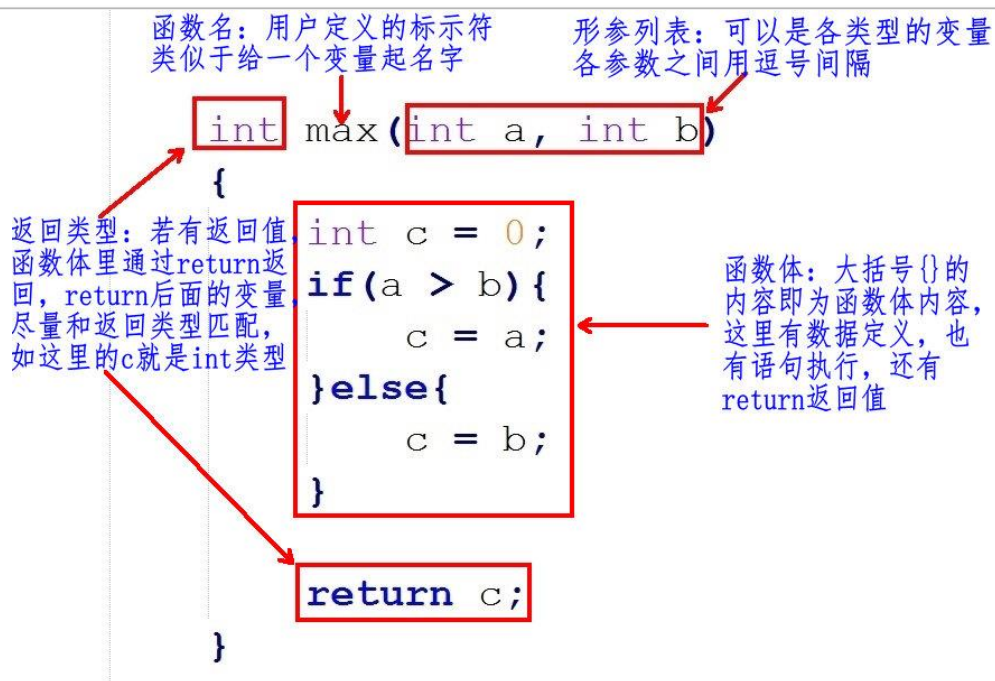 函数名：用户定义的标示符
类似于给一个变量起名字
形参列表：可以是各类型的变量
各参数之间用逗号间隔
int max(int a, int b)
{
返回类型：若有返回值，
函数体里通过return返
回，return后面的变量，
尽量和返回类型匹配，
如这里的c就是int类型
int c = 0;
if(a > b){
c = a;
}else{
c = b;
}
函数体：大括号{}的
内容即为函数体内容，
这里有数据定义，也
有语句执行，还有
return返回值
return c;
}